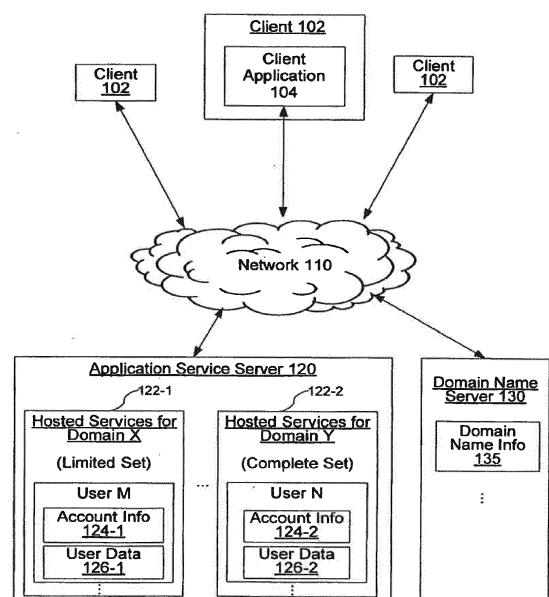 Client 102
Client
Application
104
Client
102
Client
102
Network 110
Application Service Server 120
122-1
122-2
Hosted Services for
Domain X
(Limited Set)
User M
Account Info
124-1
User Data
126-1
...
Hosted Services for
Domain Y
(Complete Set)
User N
Account Info
124-2
User Data
126-2
Domain Name
Server 130
Domain
Name Info
135